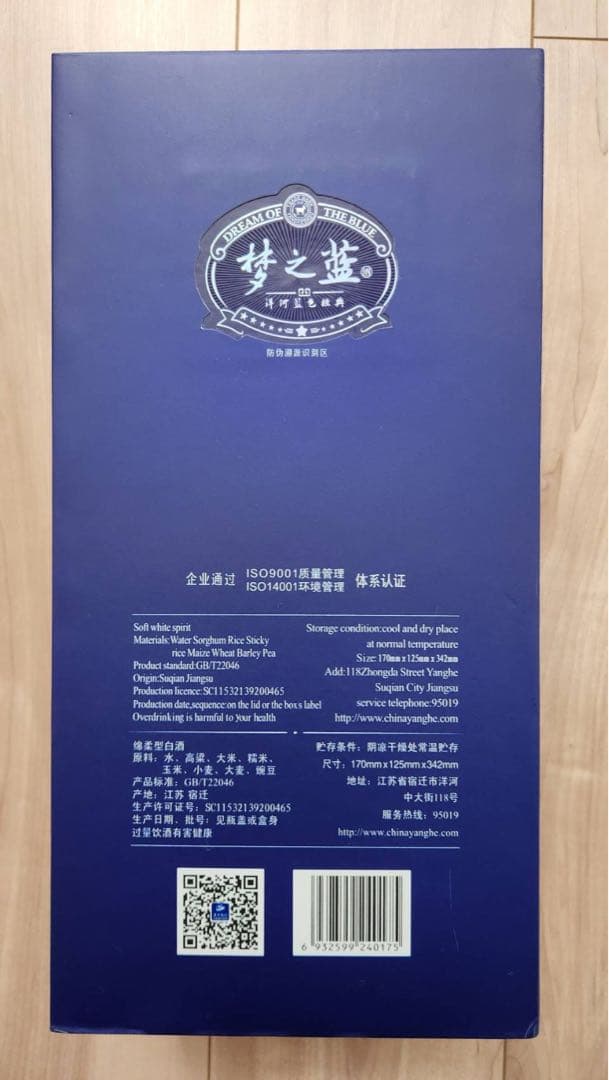 DREAM OF THE BLUE
梦之蓝
洋河蓝色经典
防伪溯源识别区
企业通过 ISO9001质量管理 体系认证
ISO14001环境管理
Soft white spirit
Materials:Water Sorghum Rice Sticky
rice Maize Wheat Barley Pea
Product standard:GB/T22046
Origin:Suqian Jiangsu
Production licence:SC11532139200465
Production date,sequence:on the lid or the box's label
Overdrinking is harmful to your health
Storage condition:cool and dry place
at normal temperature
Size:170mm x 125mm x 342mm
Add:118Zhongda Street Yanghe
Suqian City Jiangsu
service telephone:95019
http://www.chinayanghe.com
绵柔型白酒
原料：水、高粱、大米、糯米、
玉米、小麦、大麦、豌豆
产品标准：GB/T22046
产地：江苏 宿迁
生产许可证号：SC11532139200465
生产日期、批号：见瓶盖或盒身
过量饮酒有害健康
贮存条件：阴凉干燥处常温贮存
尺寸：170mm x 125mm x 342mm
地址：江苏省宿迁市洋河
中大街118号
服务热线：95019
http://www.chinayanghe.com
6 932599 240175